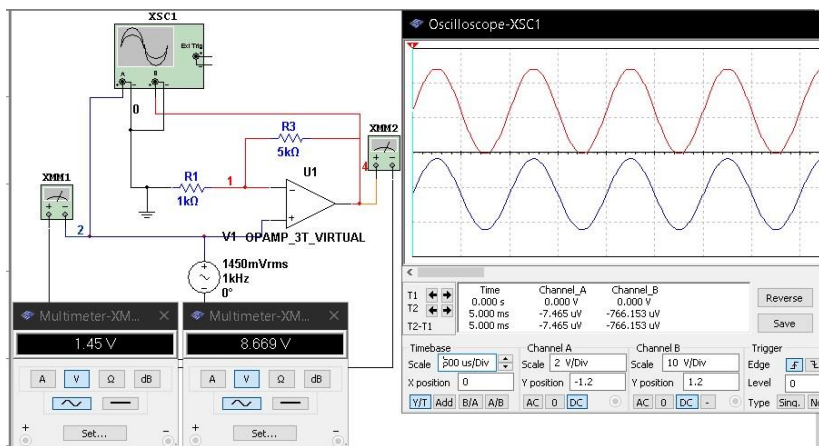 XSC1
Ext Trig
A
B
0
R3
5kΩ
XMM2
U1
R1
1kΩ
1
4
XMM1
2
V1 OPAMP_3T_VIRTUAL
1450mVrms
1kHz
0°
Multimeter-XM...
1.45 V
A V Ω dB
Set...
+ -
Multimeter-XM...
8.669 V
A V Ω dB
Set...
+ -
Oscilloscope-XSC1
Time Channel_A Channel_B
T1 0.000 s 0.000 V 0.000 V
T2 5.000 ms -7.465 uV -766.153 uV
T2-T1 5.000 ms -7.465 uV -766.153 uV
Reverse
Save
Timebase Channel A Channel B Trigger
Scale 500 us/Div Scale 2 V/Div Scale 10 V/Div Edge
X position 0 Y position -1.2 Y position 1.2 Level 0
Y/T Add B/A A/B AC 0 DC AC 0 DC - Type Sing.